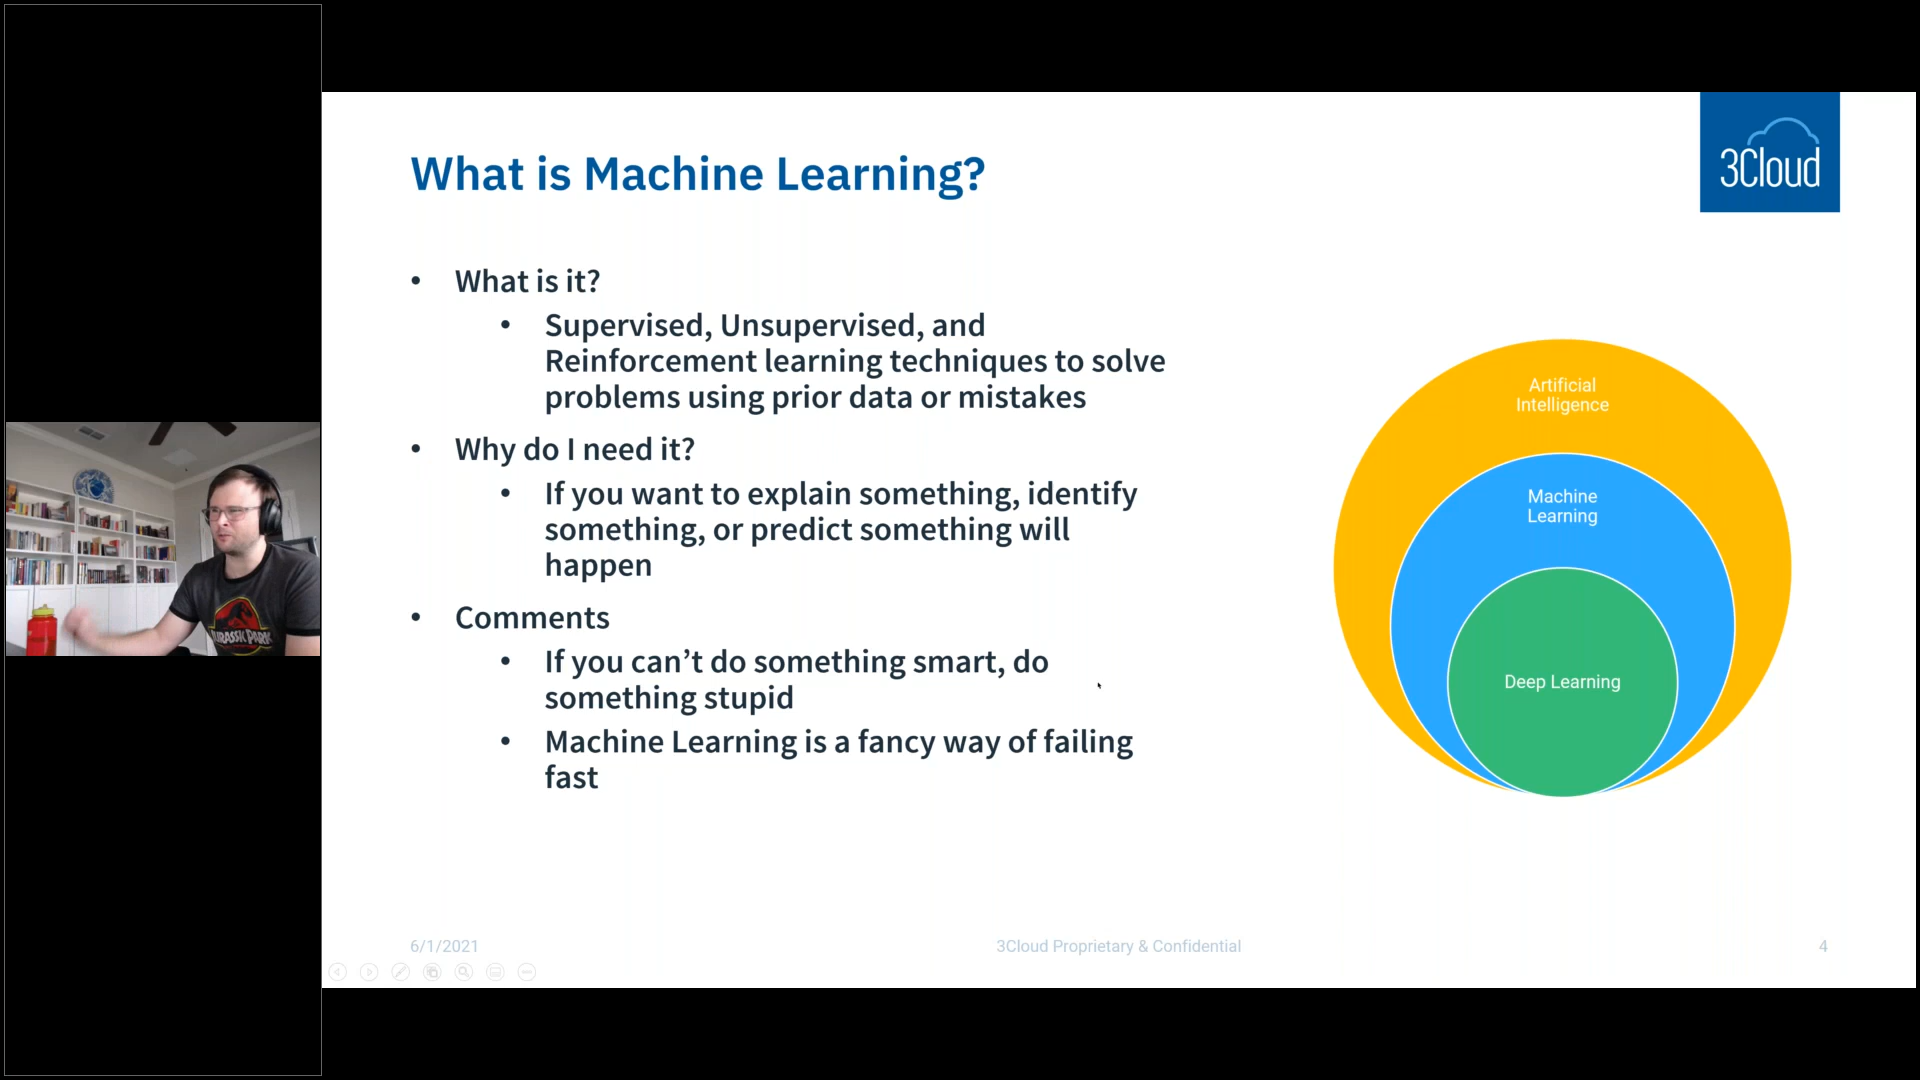 What is Machine Learning?
3Cloud
• What is it?
• Supervised, Unsupervised, and
Reinforcement learning techniques to solve
problems using prior data or mistakes
• Why do I need it?
• If you want to explain something, identify
something, or predict something will
happen
• Comments
• If you can’t do something smart, do
something stupid
• Machine Learning is a fancy way of failing
fast
Artificial
Intelligence
Machine
Learning
Deep Learning
JURASSIC PARK
6/1/2021
3Cloud Proprietary & Confidential
4